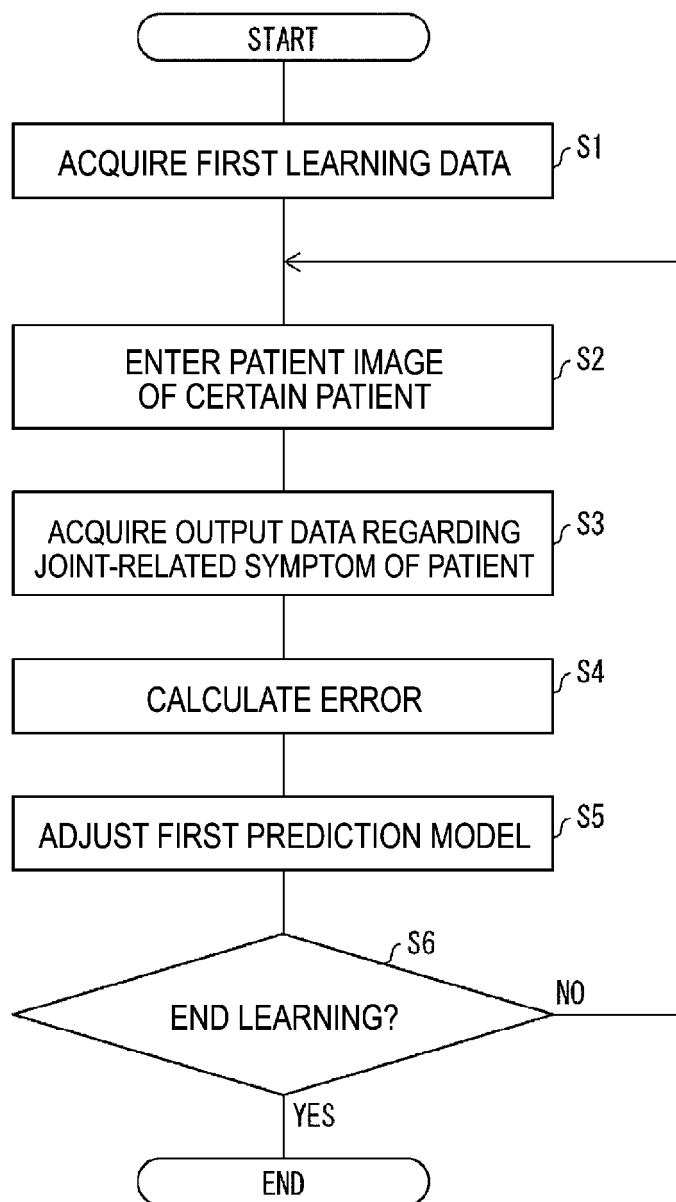 START
ACQUIRE FIRST LEARNING DATA
S1
ENTER PATIENT IMAGE
OF CERTAIN PATIENT
S2
ACQUIRE OUTPUT DATA REGARDING
JOINT-RELATED SYMPTOM OF PATIENT
S3
CALCULATE ERROR
S4
ADJUST FIRST PREDICTION MODEL
S5
S6
END LEARNING?
NO
YES
END